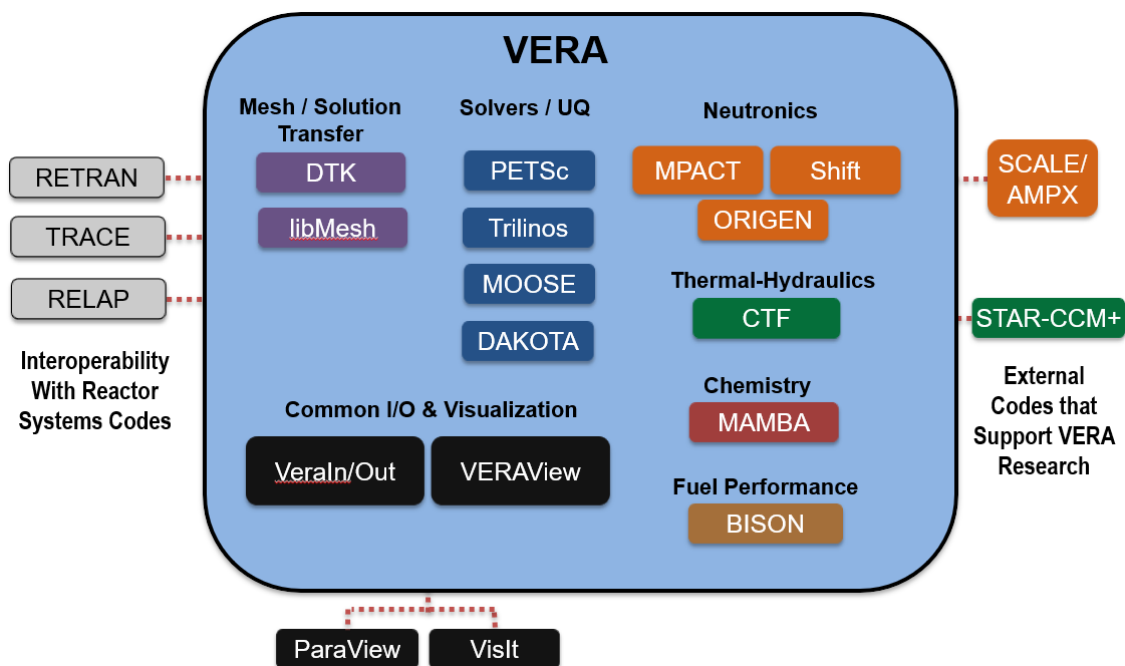 VERA
Mesh / Solution
Transfer
DTK
libMesh
Solvers / UQ
PETSc
Trilinos
MOOSE
DAKOTA
Neutronics
MPACT
Shift
ORIGEN
Thermal-Hydraulics
CTF
Chemistry
MAMBA
Fuel Performance
BISON
Common I/O & Visualization
VeraIn/Out
VERAView
RETRAN
TRACE
RELAP
Interoperability
With Reactor
Systems Codes
SCALE/
AMPX
STAR-CCM+
External
Codes that
Support VERA
Research
ParaView
VisIt